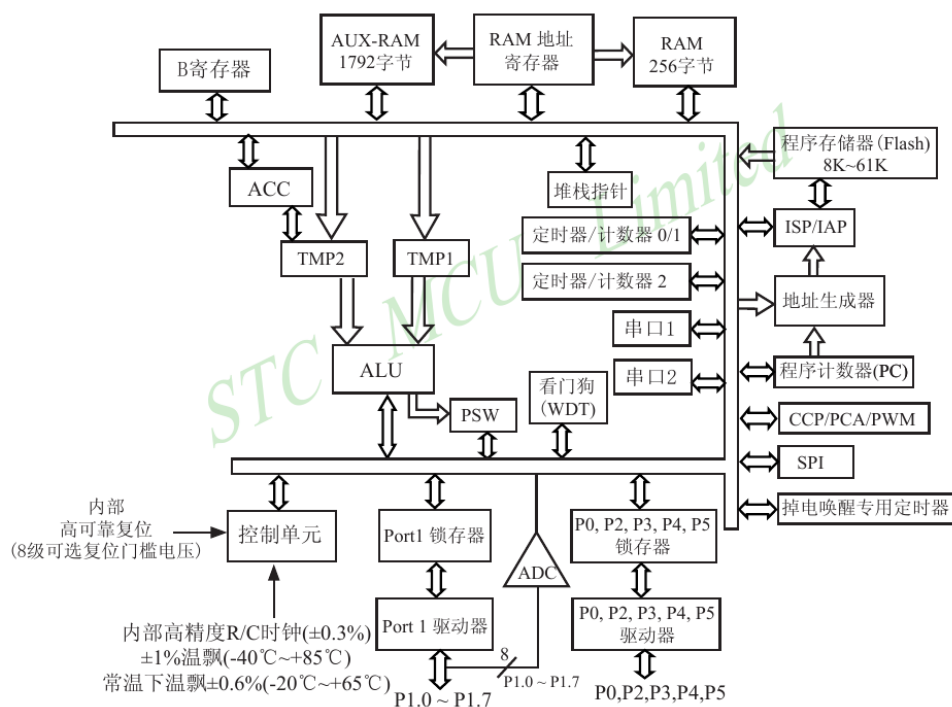 B寄存器
AUX-RAM
1792字节
RAM 地址
寄存器
RAM
256字节
程序存储器(Flash)
8K~61K
ACC
堆栈指针
ISP/IAP
定时器/计数器 0/1
TMP2
TMP1
定时器/计数器 2
地址生成器
串口1
ALU
串口2
程序计数器(PC)
看门狗
(WDT)
PSW
CCP/PCA/PWM
SPI
掉电唤醒专用定时器
内部
高可靠复位
(8级可选复位门槛电压)
控制单元
Port1 锁存器
ADC
P0, P2, P3, P4, P5
锁存器
内部高精度R/C时钟(±0.3%)
±1%温飘(-40℃~+85℃)
常温下温飘±0.6%(-20℃~+65℃)
Port 1 驱动器
P0, P2, P3, P4, P5
驱动器
8
P1.0 ~ P1.7
P1.0 ~ P1.7
P0,P2,P3,P4,P5
STC MCU Limited